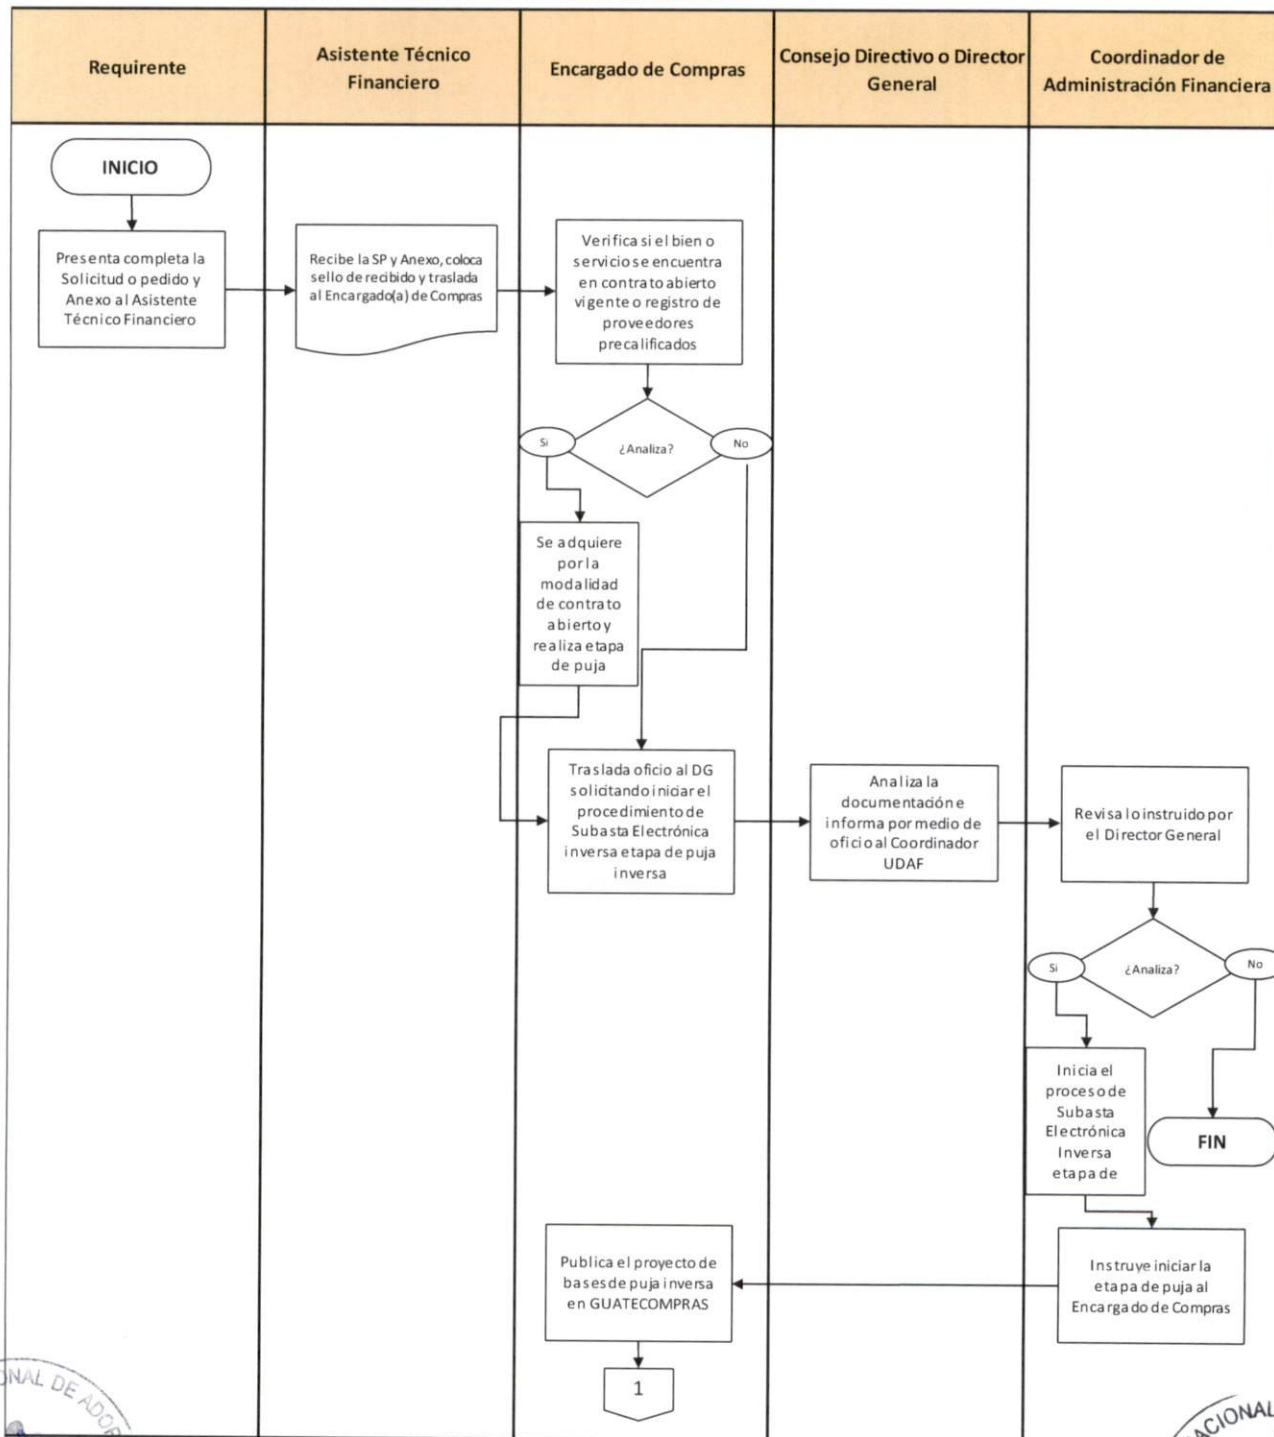 Requirente
Asistente Técnico
Financiero
Encargado de Compras
Consejo Directivo o Director
General
Coordinador de
Administración Financiera
INICIO
Presenta completa la
Solicitud o pedido y
Anexo al Asistente
Técnico Financiero
Recibe la SP y Anexo, coloca
sello de recibido y traslada
al Encargado(a) de Compras
Verifica si el bien o
servicio se encuentra
en contrato abierto
vigente o registro de
proveedores
precalificados
Si
¿Analiza?
No
Se adquiere
por la
modalidad
de contrato
abierto y
realiza etapa
de puja
Traslada oficio al DG
solicitando iniciar el
procedimiento de
Subasta Electrónica
inversa etapa de puja
inversa
Analiza la
documentación e
informa por medio de
oficio al Coordinador
UDAF
Revisa lo instruido por
el Director General
Si
¿Analiza?
No
Inicia el
proceso de
Subasta
Electrónica
Inversa
etapa de
FIN
Instruye iniciar la
etapa de puja al
Encargado de Compras
Publica el proyecto de
bases de puja inversa
en GUATECOMPRAS
1
ONAL DE ADOP
ACIONAL